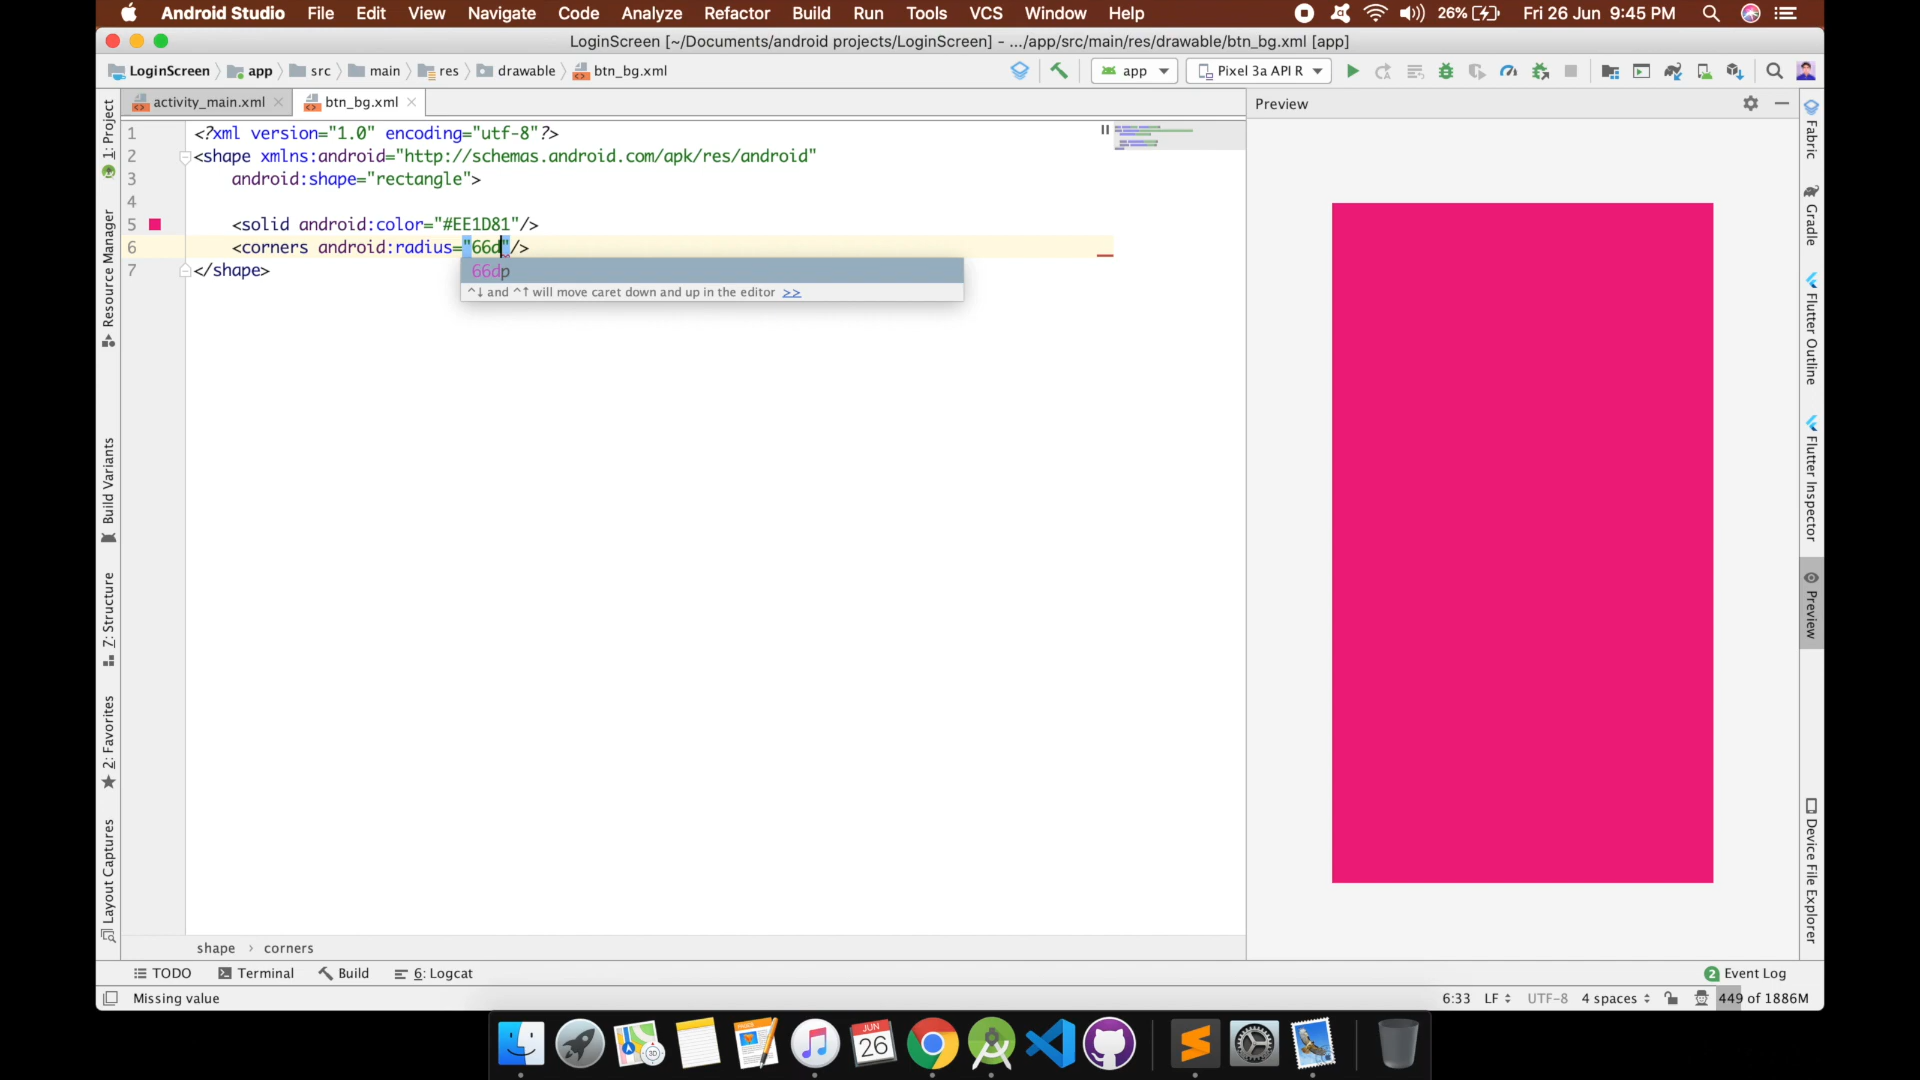 Android Studio File Edit View Navigate Code Analyze Refactor Build Run Tools VCS Window Help 26% Fri 26 Jun 9:45 PM
LoginScreen [~/Documents/android projects/LoginScreen] - .../app/src/main/res/drawable/btn_bg.xml [app]
LoginScreen app src main res drawable btn_bg.xml app Pixel 3a API R
activity_main.xml btn_bg.xml
Preview
1 <?xml version="1.0" encoding="utf-8"?>
2 <shape xmlns:android="http://schemas.android.com/apk/res/android"
3 android:shape="rectangle">
4
5 <solid android:color="#EE1D81"/>
6 <corners android:radius="66d"/>
7 </shape>
66dp
^↓ and ^↑ will move caret down and up in the editor >>
1: Project
Resource Manager
Build Variants
Z: Structure
2: Favorites
Layout Captures
Fabric
Gradle
Flutter Outline
Flutter Inspector
Preview
Device File Explorer
shape › corners
TODO Terminal Build 6: Logcat 2 Event Log
Missing value 6:33 LF UTF-8 4 spaces 449 of 1886M
3D
JUN
26